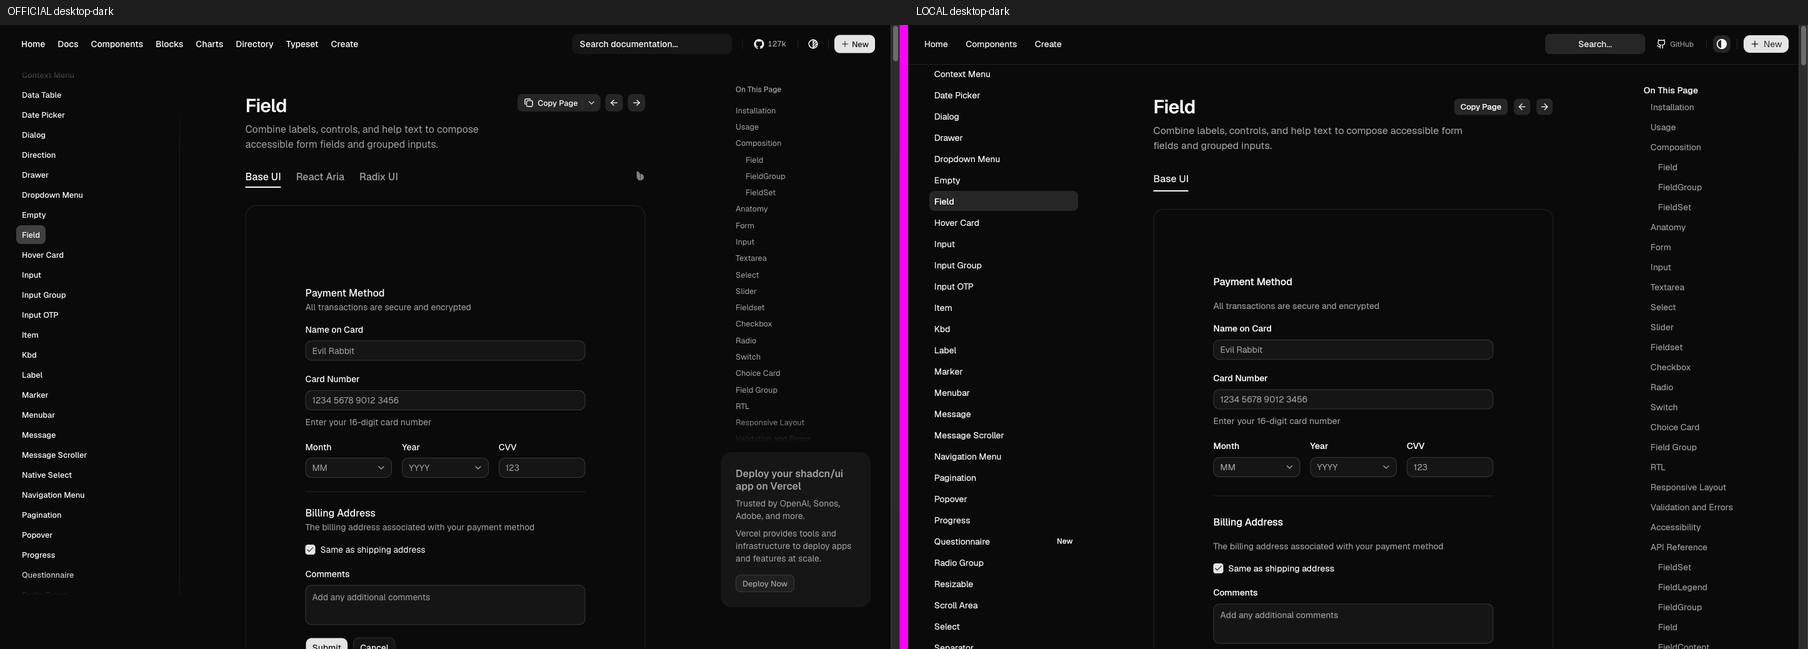 OFFICIAL desktop-dark
Home Docs Components Blocks Charts Directory Typeset Create
Search documentation...
127k
+ New
Context Menu
Data Table
Date Picker
Dialog
Direction
Drawer
Dropdown Menu
Empty
Field
Hover Card
Input
Input Group
Input OTP
Item
Kbd
Label
Marker
Menubar
Message
Message Scroller
Native Select
Navigation Menu
Pagination
Popover
Progress
Questionnaire
Radio Group
Field
Copy Page
Combine labels, controls, and help text to compose
accessible form fields and grouped inputs.
Base UI React Aria Radix UI
Payment Method
All transactions are secure and encrypted
Name on Card
Evil Rabbit
Card Number
1234 5678 9012 3456
Enter your 16-digit card number
Month Year CVV
MM YYYY 123
Billing Address
The billing address associated with your payment method
Same as shipping address
Comments
Add any additional comments
Submit Cancel
On This Page
Installation
Usage
Composition
Field
FieldGroup
FieldSet
Anatomy
Form
Input
Textarea
Select
Slider
Fieldset
Checkbox
Radio
Switch
Choice Card
Field Group
RTL
Responsive Layout
Validation and Errors
Deploy your shadcn/ui
app on Vercel
Trusted by OpenAI, Sonos,
Adobe, and more.
Vercel provides tools and
infrastructure to deploy apps
and features at scale.
Deploy Now
LOCAL desktop-dark
Home Components Create
Search...
GitHub
+ New
Context Menu
Date Picker
Dialog
Drawer
Dropdown Menu
Empty
Field
Hover Card
Input
Input Group
Input OTP
Item
Kbd
Label
Marker
Menubar
Message
Message Scroller
Navigation Menu
Pagination
Popover
Progress
Questionnaire New
Radio Group
Resizable
Scroll Area
Select
Separator
Field
Copy Page
Combine labels, controls, and help text to compose accessible form
fields and grouped inputs.
Base UI
Payment Method
All transactions are secure and encrypted
Name on Card
Evil Rabbit
Card Number
1234 5678 9012 3456
Enter your 16-digit card number
Month Year CVV
MM YYYY 123
Billing Address
The billing address associated with your payment method
Same as shipping address
Comments
Add any additional comments
On This Page
Installation
Usage
Composition
Field
FieldGroup
FieldSet
Anatomy
Form
Input
Textarea
Select
Slider
Fieldset
Checkbox
Radio
Switch
Choice Card
Field Group
RTL
Responsive Layout
Validation and Errors
Accessibility
API Reference
FieldSet
FieldLegend
FieldGroup
Field
FieldContent